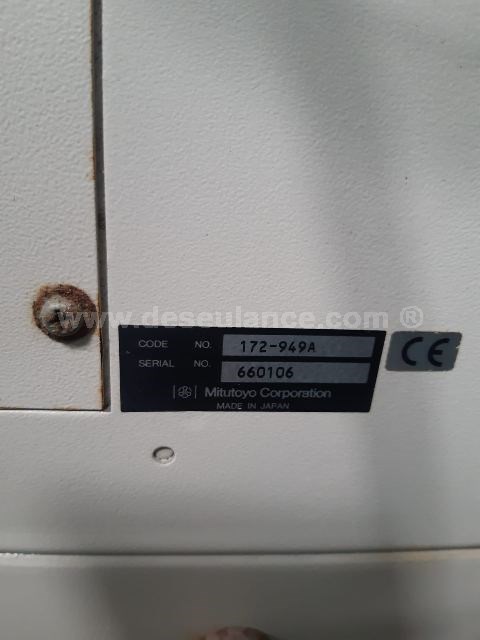 www.deseulance.com ®
CODE NO. 172-949A
SERIAL NO. 660106
Mitutoyo Corporation
MADE IN JAPAN
CE